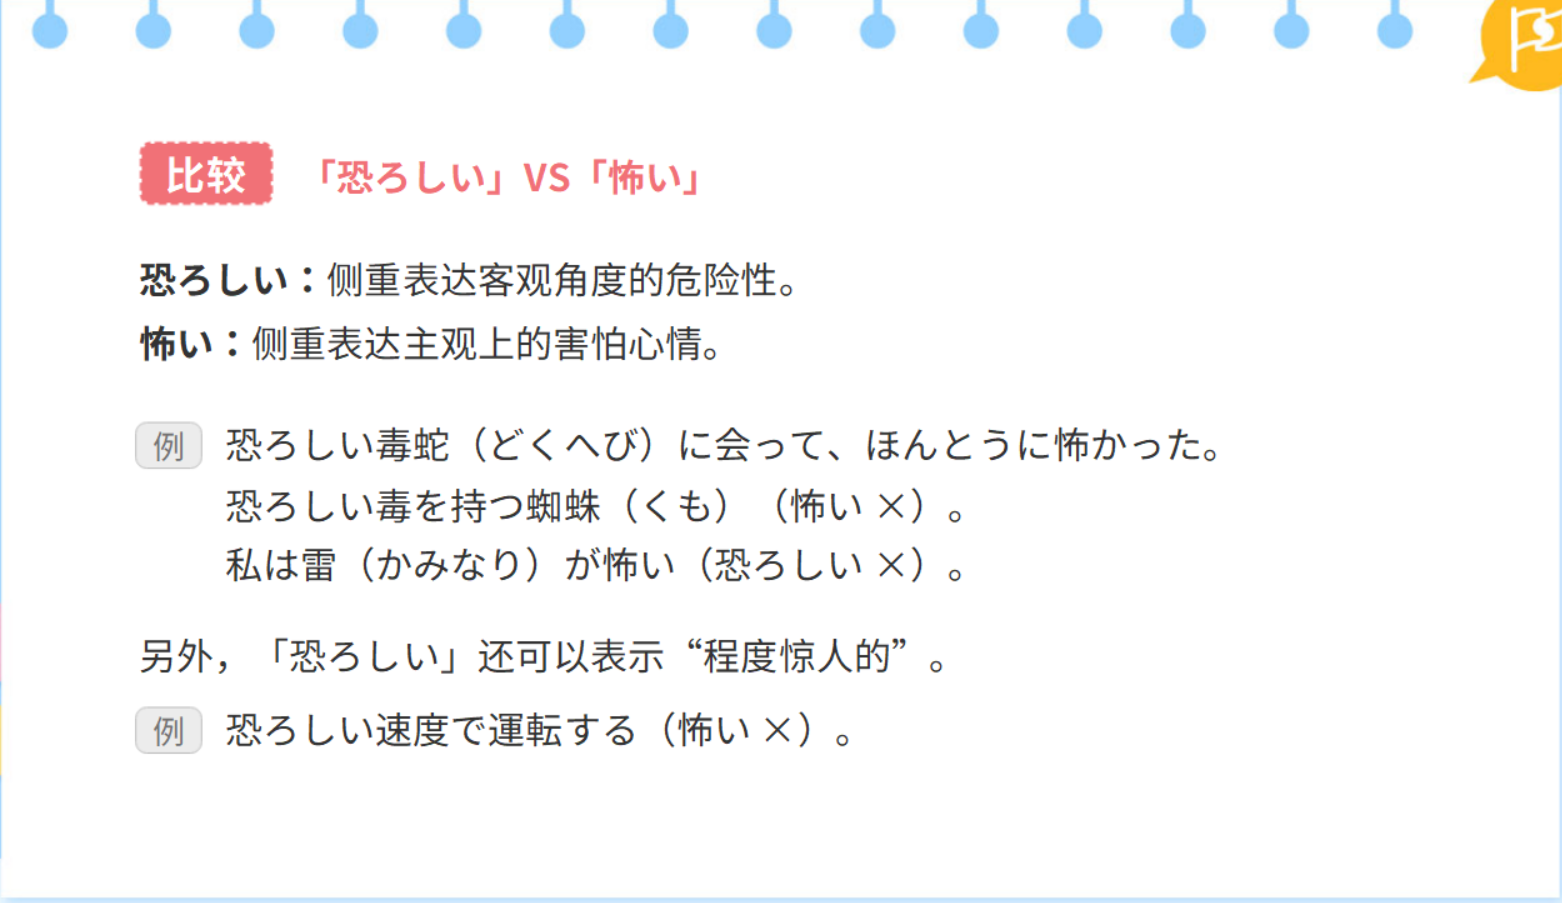 比较 「恐ろしい」VS「怖い」
恐ろしい：侧重表达客观角度的危险性。
怖い：侧重表达主观上的害怕心情。
例 恐ろしい毒蛇（どくへび）に会って、ほんとうに怖かった。
恐ろしい毒を持つ蜘蛛（くも）（怖い ×）。
私は雷（かみなり）が怖い（恐ろしい ×）。
另外，「恐ろしい」还可以表示“程度惊人的”。
例 恐ろしい速度で運転する（怖い ×）。